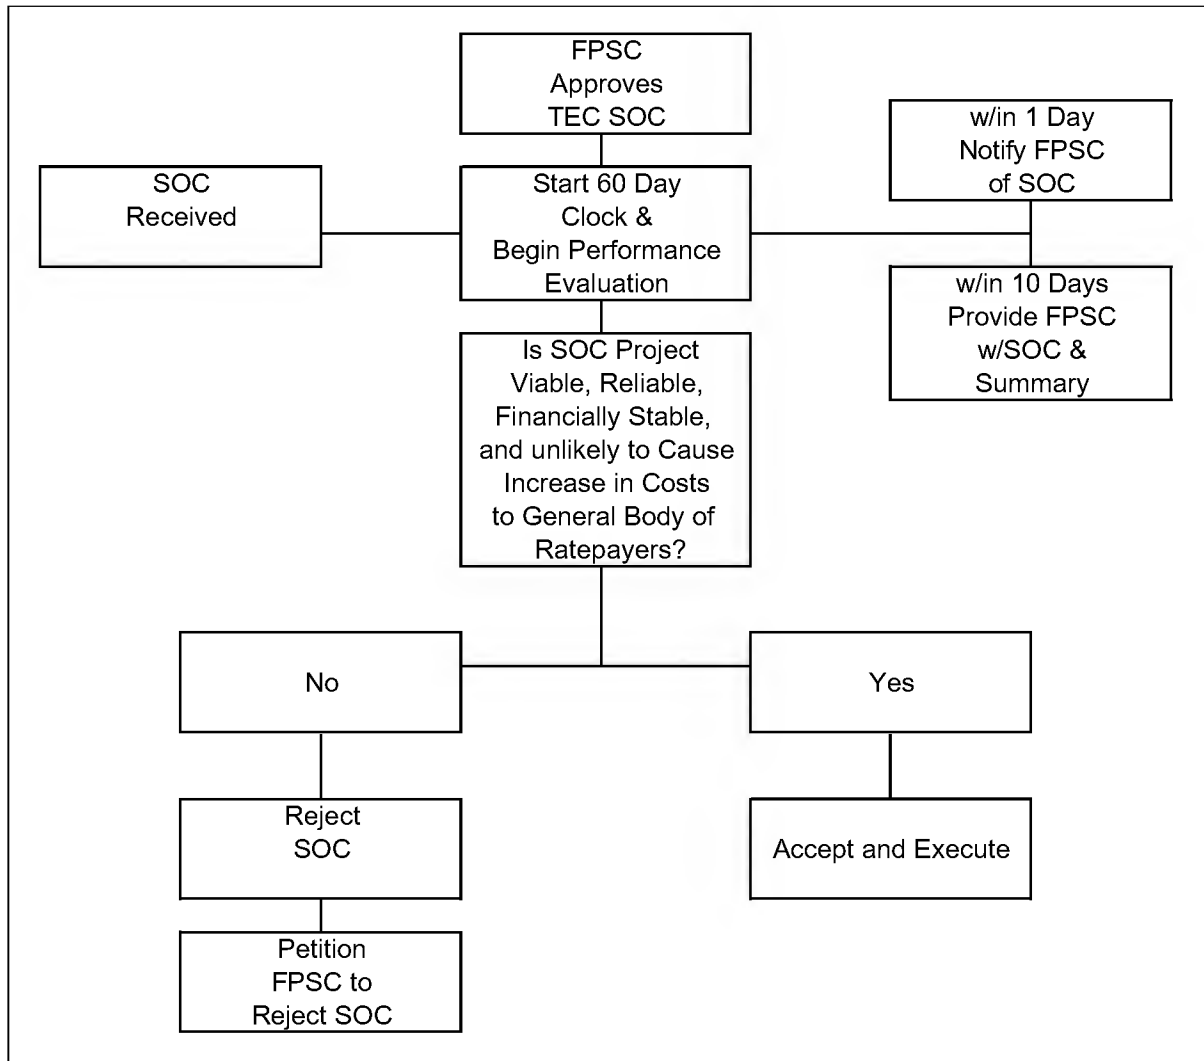 FPSC
Approves
TEC SOC
SOC
Received
Start 60 Day
Clock &
Begin Performance
Evaluation
w/in 1 Day
Notify FPSC
of SOC
w/in 10 Days
Provide FPSC
w/SOC &
Summary
Is SOC Project
Viable, Reliable,
Financially Stable,
and unlikely to Cause
Increase in Costs
to General Body of
Ratepayers?
No
Yes
Reject
SOC
Accept and Execute
Petition
FPSC to
Reject SOC